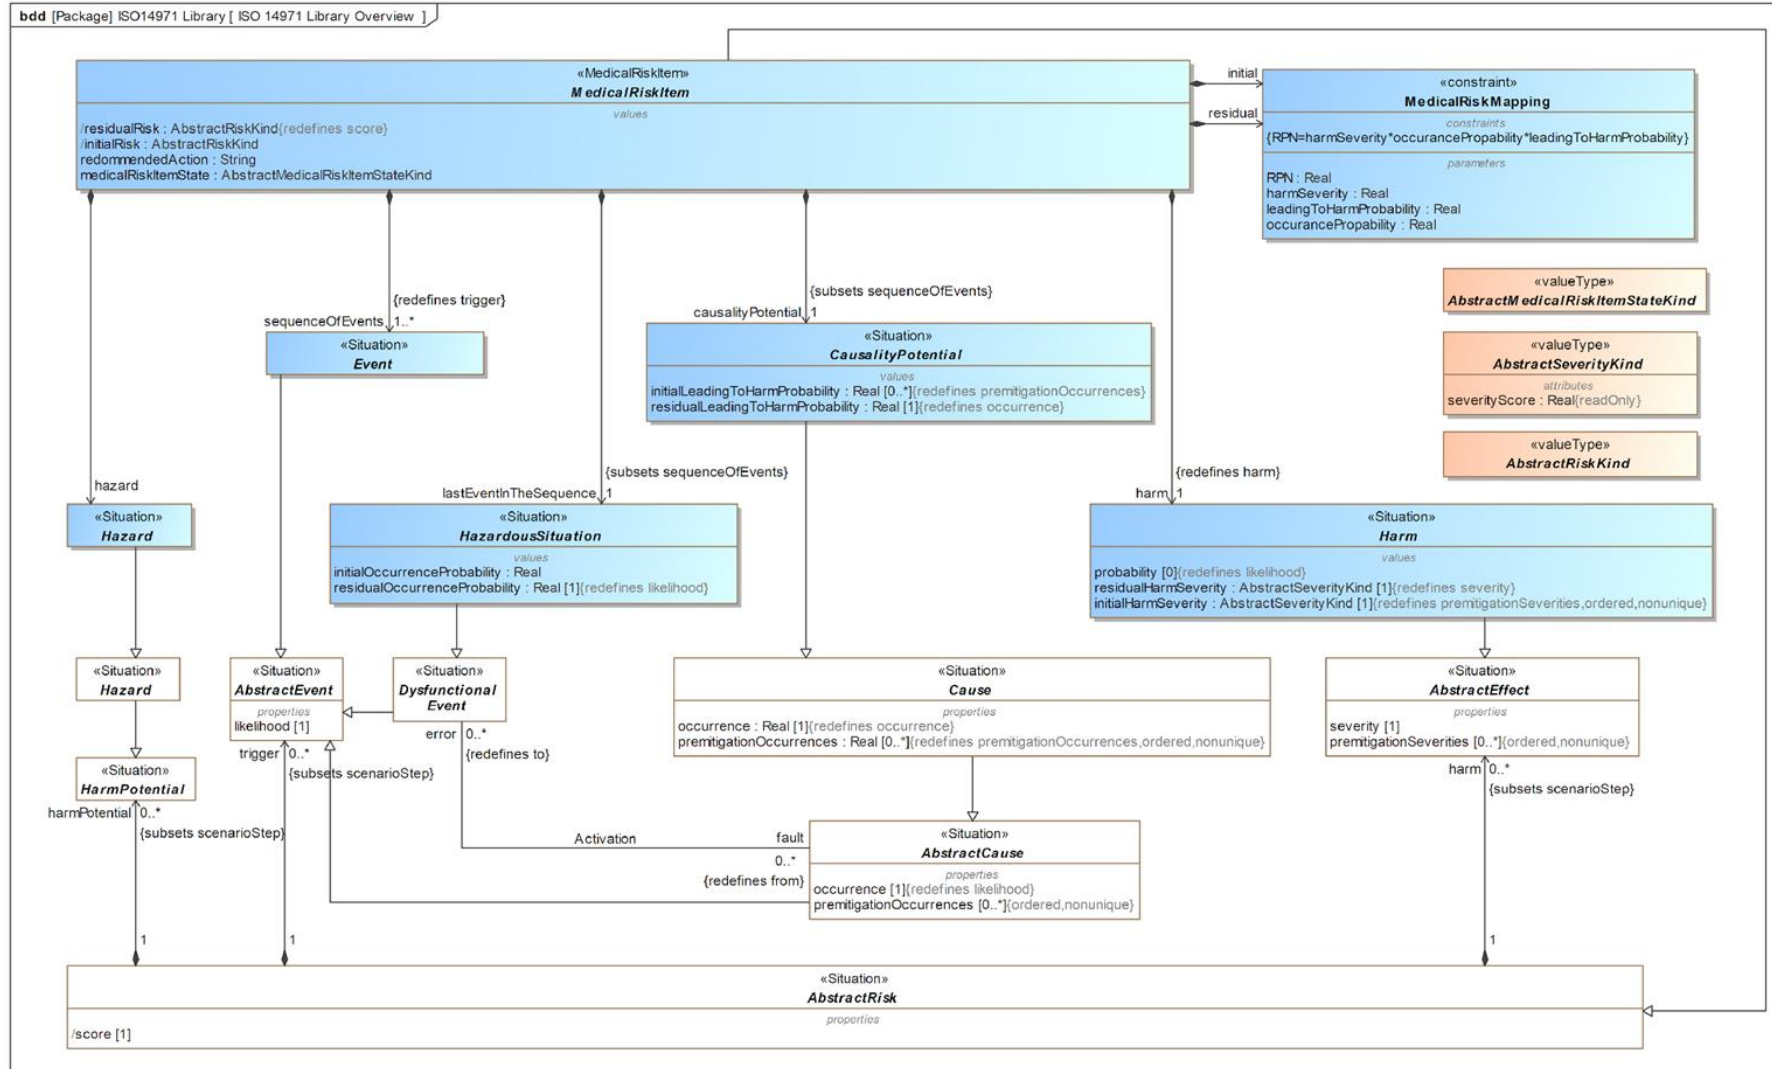 bdd [Package] ISO14971 Library [ ISO 14971 Library Overview ]
«MedicalRiskItem»
MedicalRiskItem
values
/residualRisk : AbstractRiskKind{redefines score}
/initialRisk : AbstractRiskKind
redommendedAction : String
medicalRiskItemState : AbstractMedicalRiskItemStateKind
initial
residual
«constraint»
MedicalRiskMapping
constraints
{RPN=harmSeverity*occurancePropability*leadingToHarmProbability}
parameters
RPN : Real
harmSeverity : Real
leadingToHarmProbability : Real
occurancePropability : Real
«valueType»
AbstractMedicalRiskItemStateKind
«valueType»
AbstractSeverityKind
attributes
severityScore : Real{readOnly}
«valueType»
AbstractRiskKind
{redefines trigger}
sequenceOfEvents 1..*
«Situation»
Event
{subsets sequenceOfEvents}
causalityPotential 1
«Situation»
CausalityPotential
values
initialLeadingToHarmProbability : Real [0..*]{redefines premitigationOccurrences}
residualLeadingToHarmProbability : Real [1]{redefines occurrence}
hazard
«Situation»
Hazard
{subsets sequenceOfEvents}
lastEventInTheSequence 1
«Situation»
HazardousSituation
values
initialOccurrenceProbability : Real
residualOccurrenceProbability : Real [1]{redefines likelihood}
{redefines harm}
harm 1
«Situation»
Harm
values
probability [0]{redefines likelihood}
residualHarmSeverity : AbstractSeverityKind [1]{redefines severity}
initialHarmSeverity : AbstractSeverityKind [1]{redefines premitigationSeverities,ordered,nonunique}
«Situation»
Hazard
«Situation»
AbstractEvent
properties
likelihood [1]
«Situation»
Dysfunctional
Event
«Situation»
Cause
properties
occurrence : Real [1]{redefines occurrence}
premitigationOccurrences : Real [0..*]{redefines premitigationOccurrences,ordered,nonunique}
«Situation»
AbstractEffect
properties
severity [1]
premitigationSeverities [0..*]{ordered,nonunique}
error 0..*
{redefines to}
trigger 0..*
{subsets scenarioStep}
harm 0..*
{subsets scenarioStep}
«Situation»
HarmPotential
harmPotential 0..*
{subsets scenarioStep}
Activation
fault
0..*
{redefines from}
«Situation»
AbstractCause
properties
occurrence [1]{redefines likelihood}
premitigationOccurrences [0..*]{ordered,nonunique}
1
1
1
«Situation»
AbstractRisk
properties
/score [1]